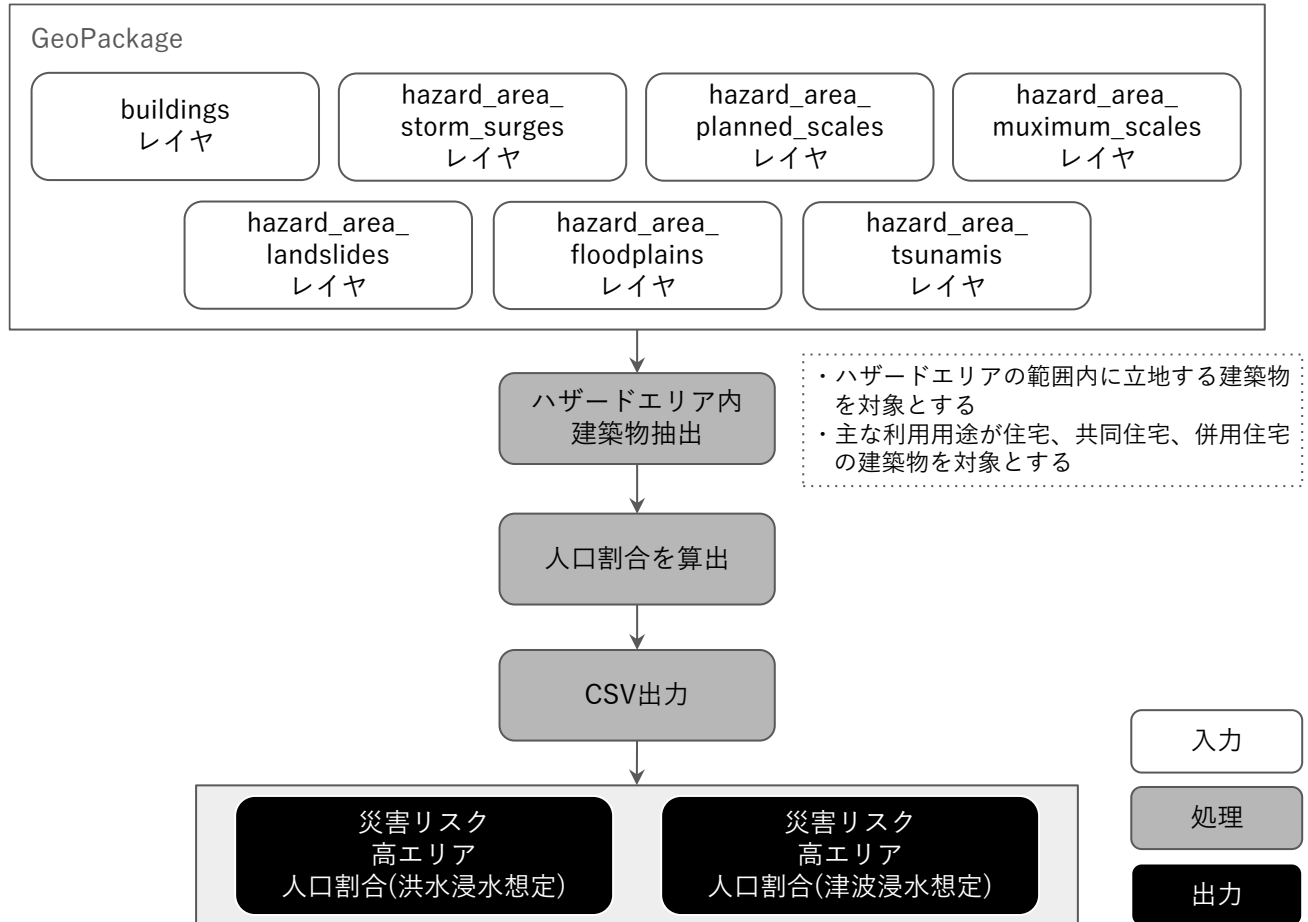 GeoPackage
buildings
レイヤ
hazard_area_
storm_surges
レイヤ
hazard_area_
planned_scales
レイヤ
hazard_area_
muximum_scales
レイヤ
hazard_area_
landslides
レイヤ
hazard_area_
floodplains
レイヤ
hazard_area_
tsunamis
レイヤ
ハザードエリア内
建築物抽出
・ハザードエリアの範囲内に立地する建築物
を対象とする
・主な利用用途が住宅、共同住宅、併用住宅
の建築物を対象とする
人口割合を算出
CSV出力
災害リスク
高エリア
人口割合(洪水浸水想定)
災害リスク
高エリア
人口割合(津波浸水想定)
入力
処理
出力